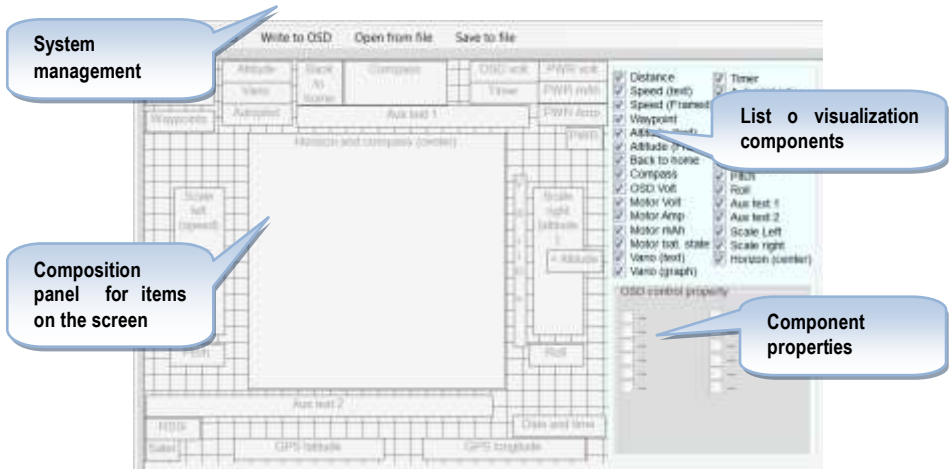 System management
Write to OSD Open from file Save to file
Altitude Back to home Compass OSD volt PWR volt
Vario Timer PWR mAh
Waypoints Autopilot Aux text 1 PWR Amp
PWR
Horizon and compass (center)
Scale left (speed)
Scale right (altitude)
+ Altitude
Pitch
Roll
Aux text 2
RSSI
Date and time
GPS latitude GPS longitude
Distance
Speed (text)
Speed (Framed)
Waypoint
Back to home
Compass
OSD Volt
Motor Volt
Motor Amp
Motor mAh
Motor bat. state
Vario (text)
Vario (graph)
Timer
Pitch
Roll
Aux text 1
Aux text 2
Scale Left
Scale right
Horizon (center)
List o visualization components
OSD control property
Composition panel for items on the screen
Component properties